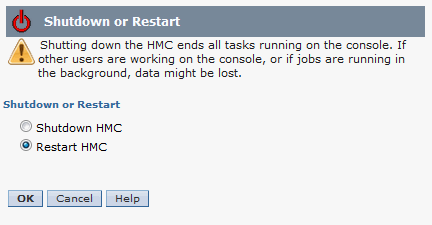 Shutdown or Restart
Shutting down the HMC ends all tasks running on the console. If
other users are working on the console, or if jobs are running in
the background, data might be lost.
Shutdown or Restart
Shutdown HMC
Restart HMC
OK Cancel Help